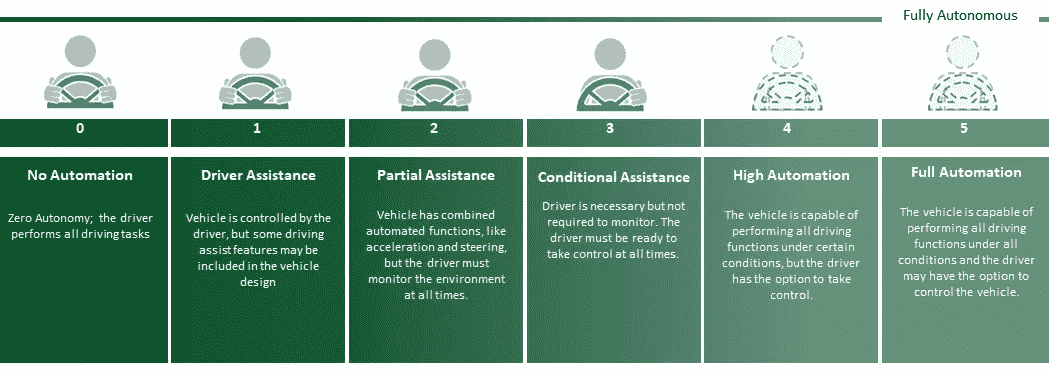 Fully Autonomous
0
1
2
3
4
5
No Automation
Zero Autonomy; the driver
performs all driving tasks
Driver Assistance
Vehicle is controlled by the
driver, but some driving
assist features may be
included in the vehicle
design
Partial Assistance
Vehicle has combined
automated functions, like
acceleration and steering,
but the driver must
monitor the environment
at all times.
Conditional Assistance
Driver is necessary but not
required to monitor. The
driver must be ready to
take control at all times.
High Automation
The vehicle is capable of
performing all driving
functions under certain
conditions, but the driver
has the option to take
control.
Full Automation
The vehicle is capable of
performing all driving
functions under all
conditions and the driver
may have the option to
control the vehicle.